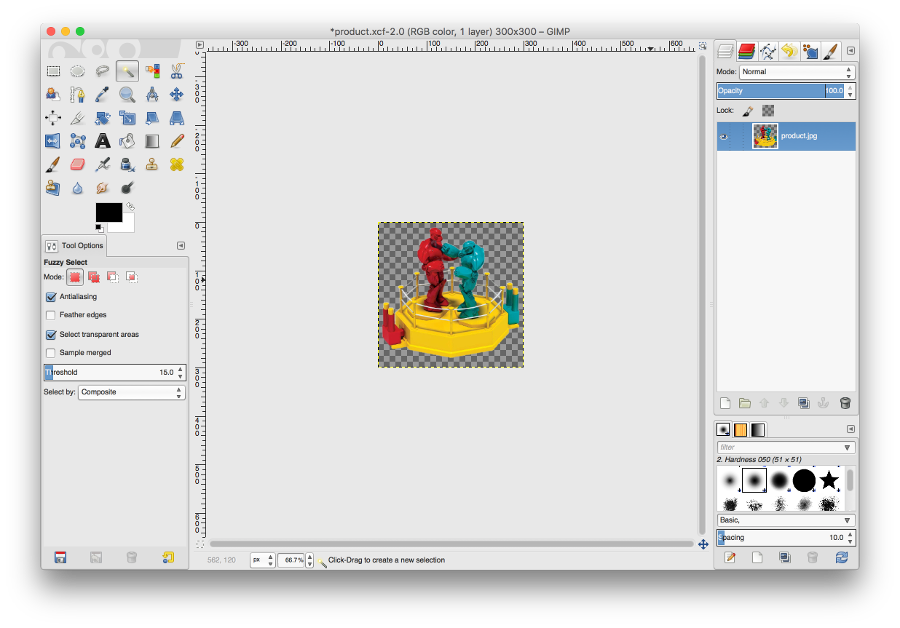 *product.xcf-2.0 (RGB color, 1 layer) 300x300 – GIMP
-300 -200 -100 0 100 200 300 400 500 600
Mode: Normal
Opacity 100.0
Lock:
product.jpg
Tool Options
Fuzzy Select
Mode:
Antialiasing
Feather edges
Select transparent areas
Sample merged
Threshold 15.0
Select by: Composite
filter
2. Hardness 050 (51 × 51)
Basic,
Spacing 10.0
562, 120 px 66.7% Click-Drag to create a new selection